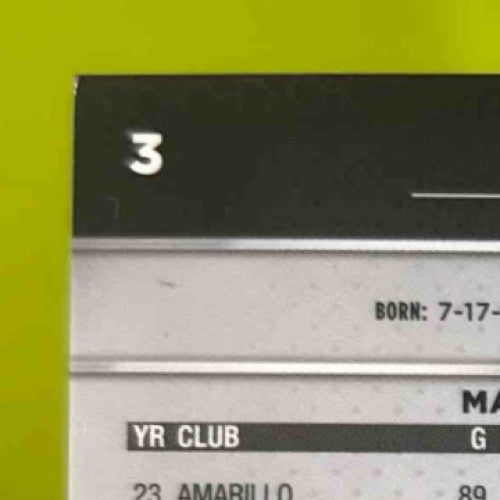 3
BORN: 7-17-
MA
YR CLUB G
23 AMARILLO 89